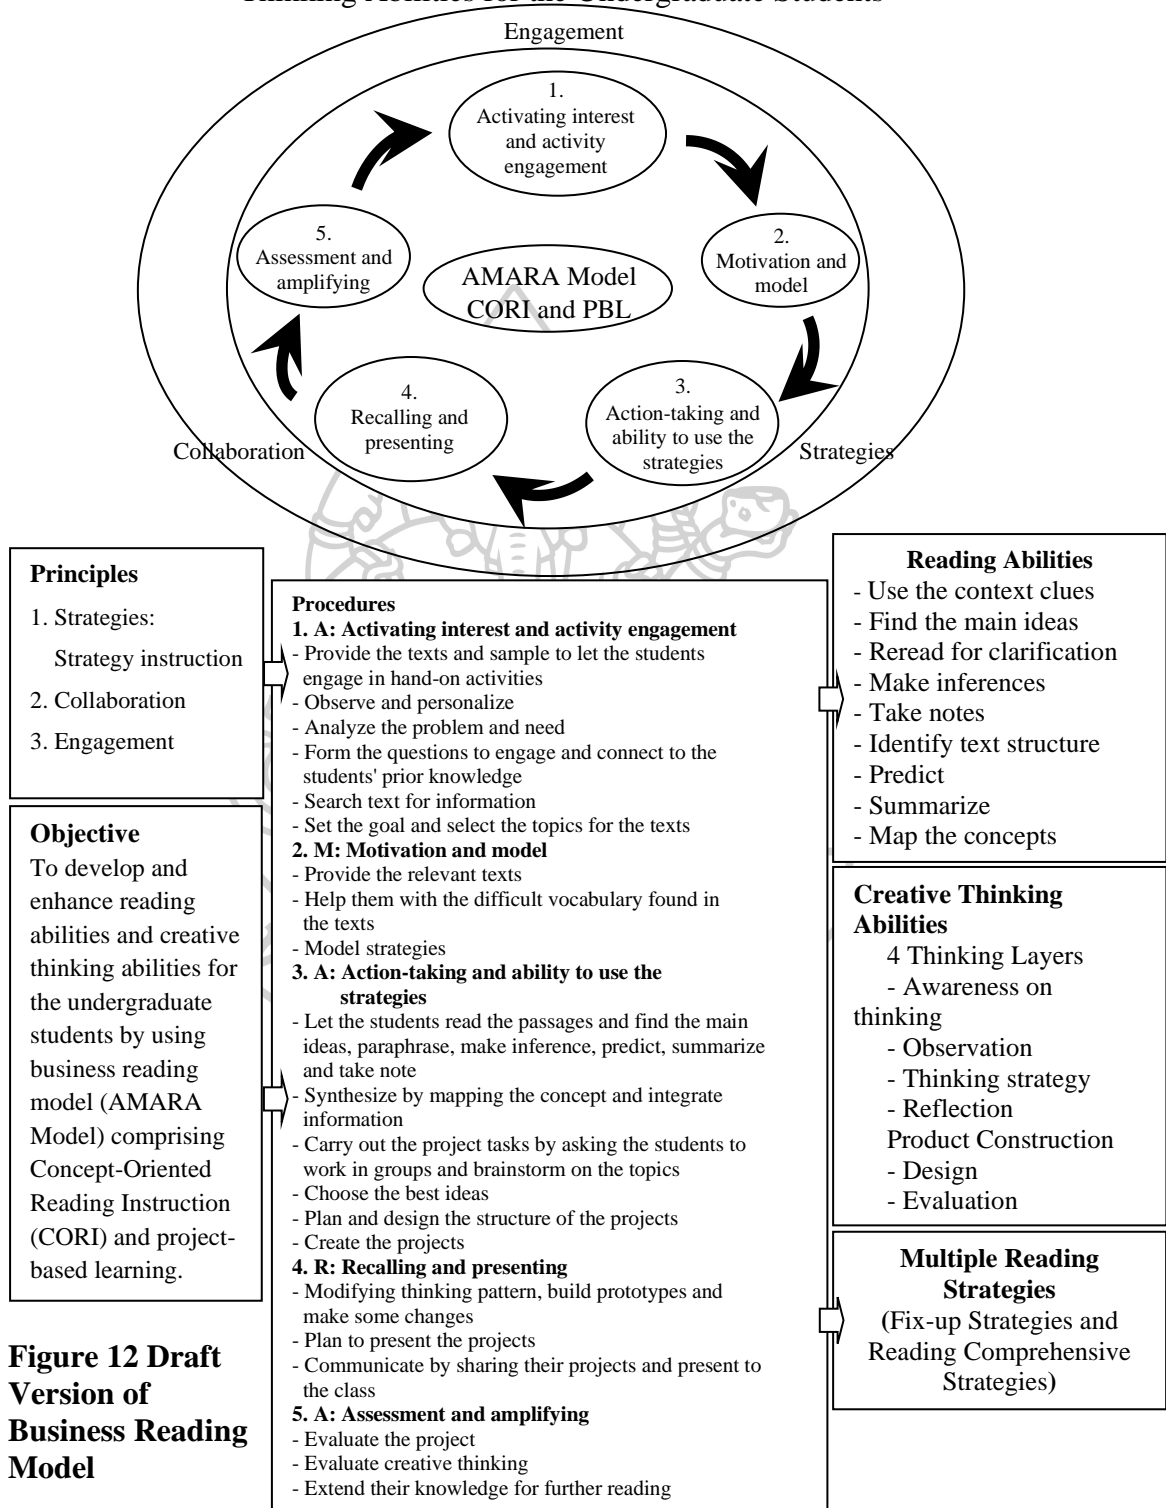 Thinking Abilities for the Undergraduate Students
Engagement
1.
Activating interest
and activity
engagement
5.
Assessment and
amplifying
2.
Motivation and
model
AMARA Model
CORI and PBL
4.
Recalling and
presenting
3.
Action-taking and
ability to use the
strategies
Collaboration
Strategies
Principles
1. Strategies:
Strategy instruction
2. Collaboration
3. Engagement
Objective
To develop and
enhance reading
abilities and creative
thinking abilities for
the undergraduate
students by using
business reading
model (AMARA
Model) comprising
Concept-Oriented
Reading Instruction
(CORI) and project-
based learning.
Figure 12 Draft
Version of
Business Reading
Model
Procedures
1. A: Activating interest and activity engagement
- Provide the texts and sample to let the students
engage in hand-on activities
- Observe and personalize
- Analyze the problem and need
- Form the questions to engage and connect to the
students' prior knowledge
- Search text for information
- Set the goal and select the topics for the texts
2. M: Motivation and model
- Provide the relevant texts
- Help them with the difficult vocabulary found in
the texts
- Model strategies
3. A: Action-taking and ability to use the
strategies
- Let the students read the passages and find the main
ideas, paraphrase, make inference, predict, summarize
and take note
- Synthesize by mapping the concept and integrate
information
- Carry out the project tasks by asking the students to
work in groups and brainstorm on the topics
- Choose the best ideas
- Plan and design the structure of the projects
- Create the projects
4. R: Recalling and presenting
- Modifying thinking pattern, build prototypes and
make some changes
- Plan to present the projects
- Communicate by sharing their projects and present to
the class
5. A: Assessment and amplifying
- Evaluate the project
- Evaluate creative thinking
- Extend their knowledge for further reading
Reading Abilities
- Use the context clues
- Find the main ideas
- Reread for clarification
- Make inferences
- Take notes
- Identify text structure
- Predict
- Summarize
- Map the concepts
Creative Thinking
Abilities
4 Thinking Layers
- Awareness on
thinking
- Observation
- Thinking strategy
- Reflection
Product Construction
- Design
- Evaluation
Multiple Reading
Strategies
(Fix-up Strategies and
Reading Comprehensive
Strategies)